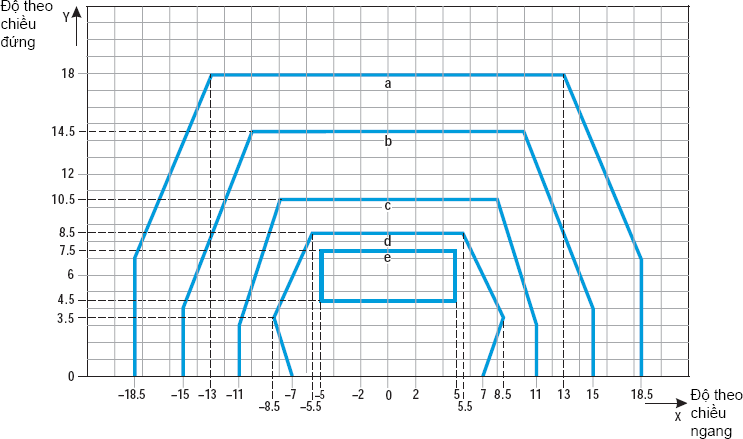 Độ theo
chiều
đứng
Y
18
a
14.5
b
12
10.5
c
8.5
d
7.5
e
6
4.5
3.5
0
–18.5 –15 –13 –11 –7 –5 –2 0 2 5 7 8.5 11 13 15 18.5
–8.5 –5.5 5.5
X
Độ theo
chiều
ngang